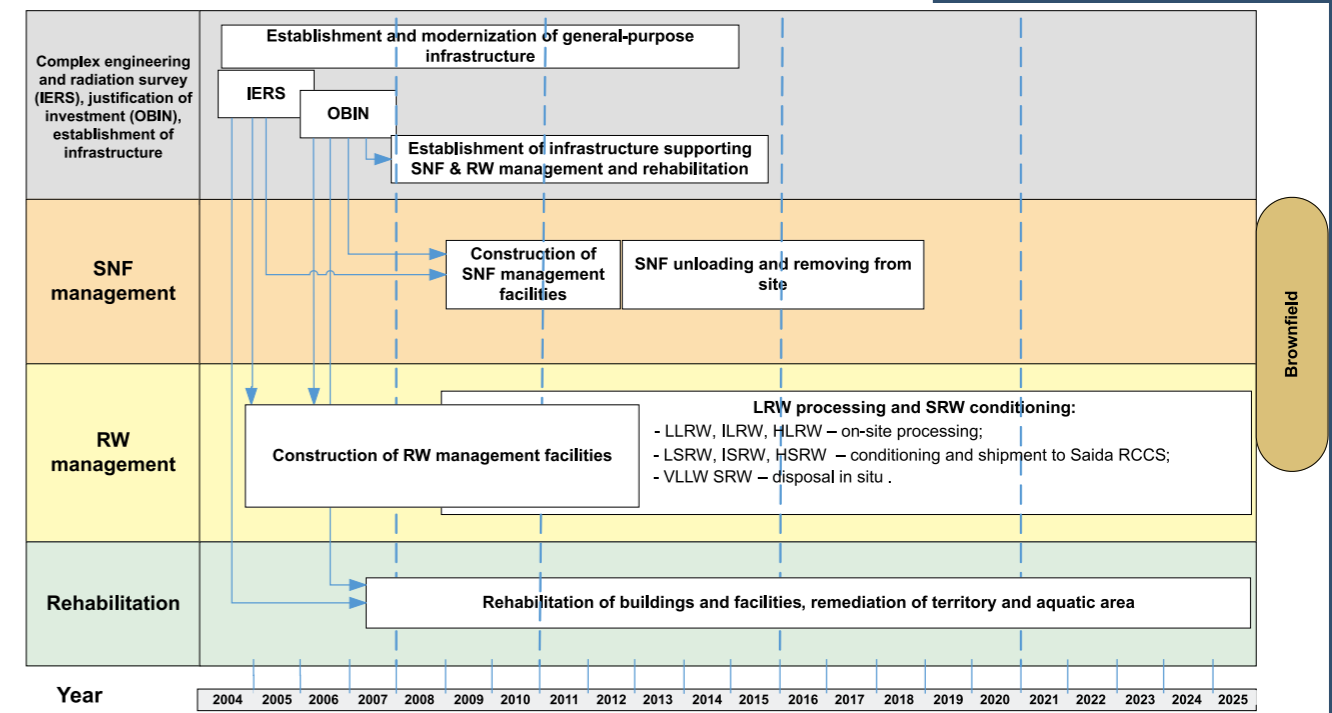 Complex engineering
and radiation survey
(IERS), justification of
investment (OBIN),
establishment of
infrastructure
Establishment and modernization of general-purpose
infrastructure
IERS
OBIN
Establishment of infrastructure supporting
SNF & RW management and rehabilitation
SNF
management
Construction of
SNF management
facilities
SNF unloading and removing from
site
Brownfield
RW
management
Construction of RW management facilities
LRW processing and SRW conditioning:
- LLRW, ILRW, HLRW – on-site processing;
- LSRW, ISRW, HSRW – conditioning and shipment to Saida RCCS;
- VLLW SRW – disposal in situ .
Rehabilitation
Rehabilitation of buildings and facilities, remediation of territory and aquatic area
Year
2004 2005 2006 2007 2008 2009 2010 2011 2012 2013 2014 2015 2016 2017 2018 2019 2020 2021 2022 2023 2024 2025